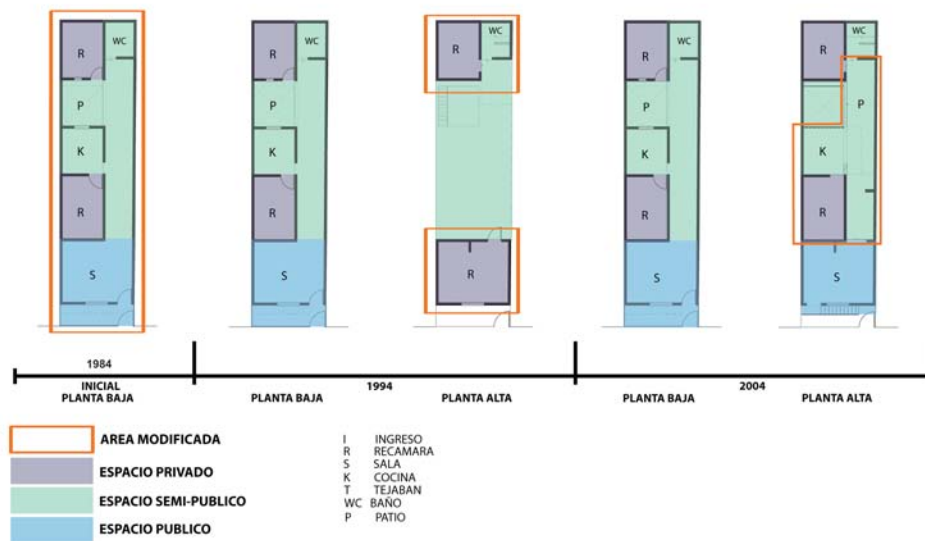 R
WC
P
K
R
S
R
WC
P
K
R
S
R
WC
R
R
WC
P
K
R
S
R
WC
P
K
R
S
1984
INICIAL
PLANTA BAJA
1994
PLANTA BAJA
PLANTA ALTA
2004
PLANTA BAJA
PLANTA ALTA
AREA MODIFICADA
ESPACIO PRIVADO
ESPACIO SEMI-PUBLICO
ESPACIO PUBLICO
I INGRESO
R RECAMARA
S SALA
K COCINA
T TEJABAN
WC BAÑO
P PATIO